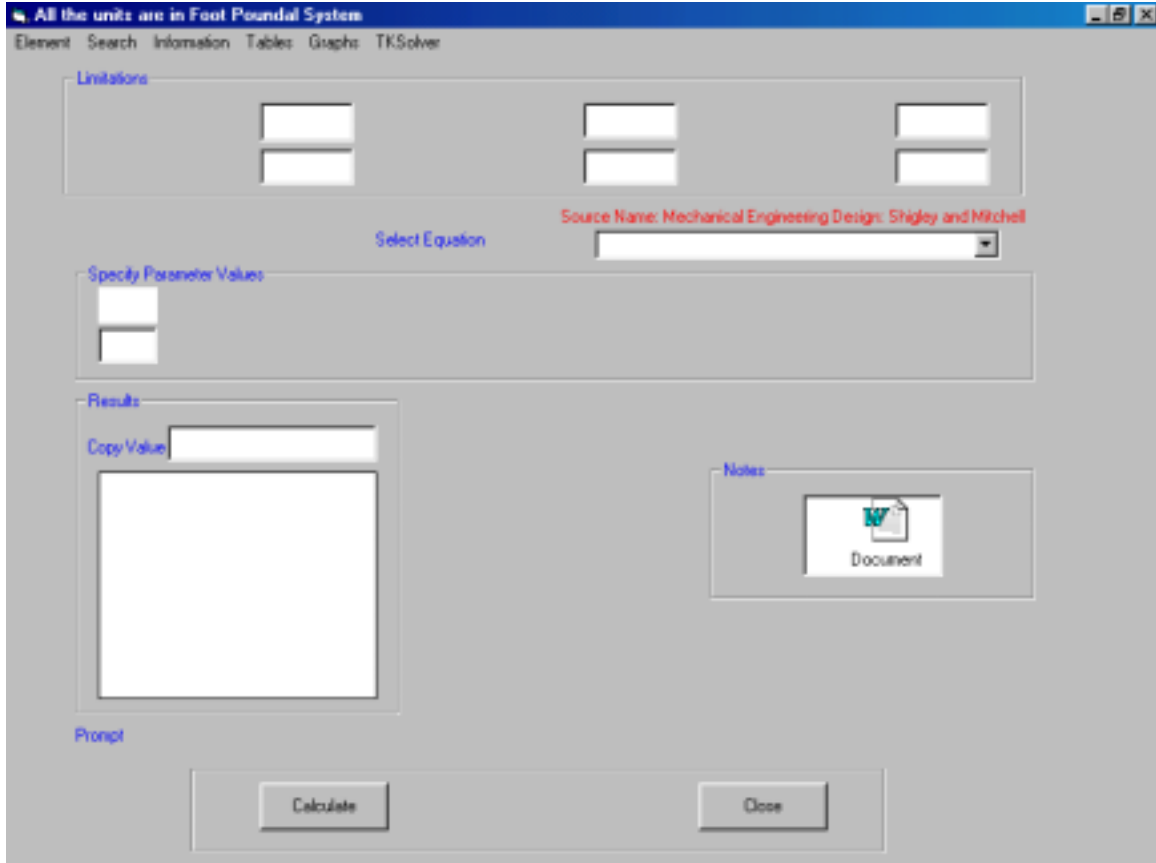 All the units are in Foot Poundal System
Element Search Information Tables Graphs TKSolver
Limitations
Source Name: Mechanical Engineering Design: Shigley and Mitchell
Select Equation
Specify Parameter Values
Results
Copy Value
Notes
W
Document
Prompt
Calculate Close